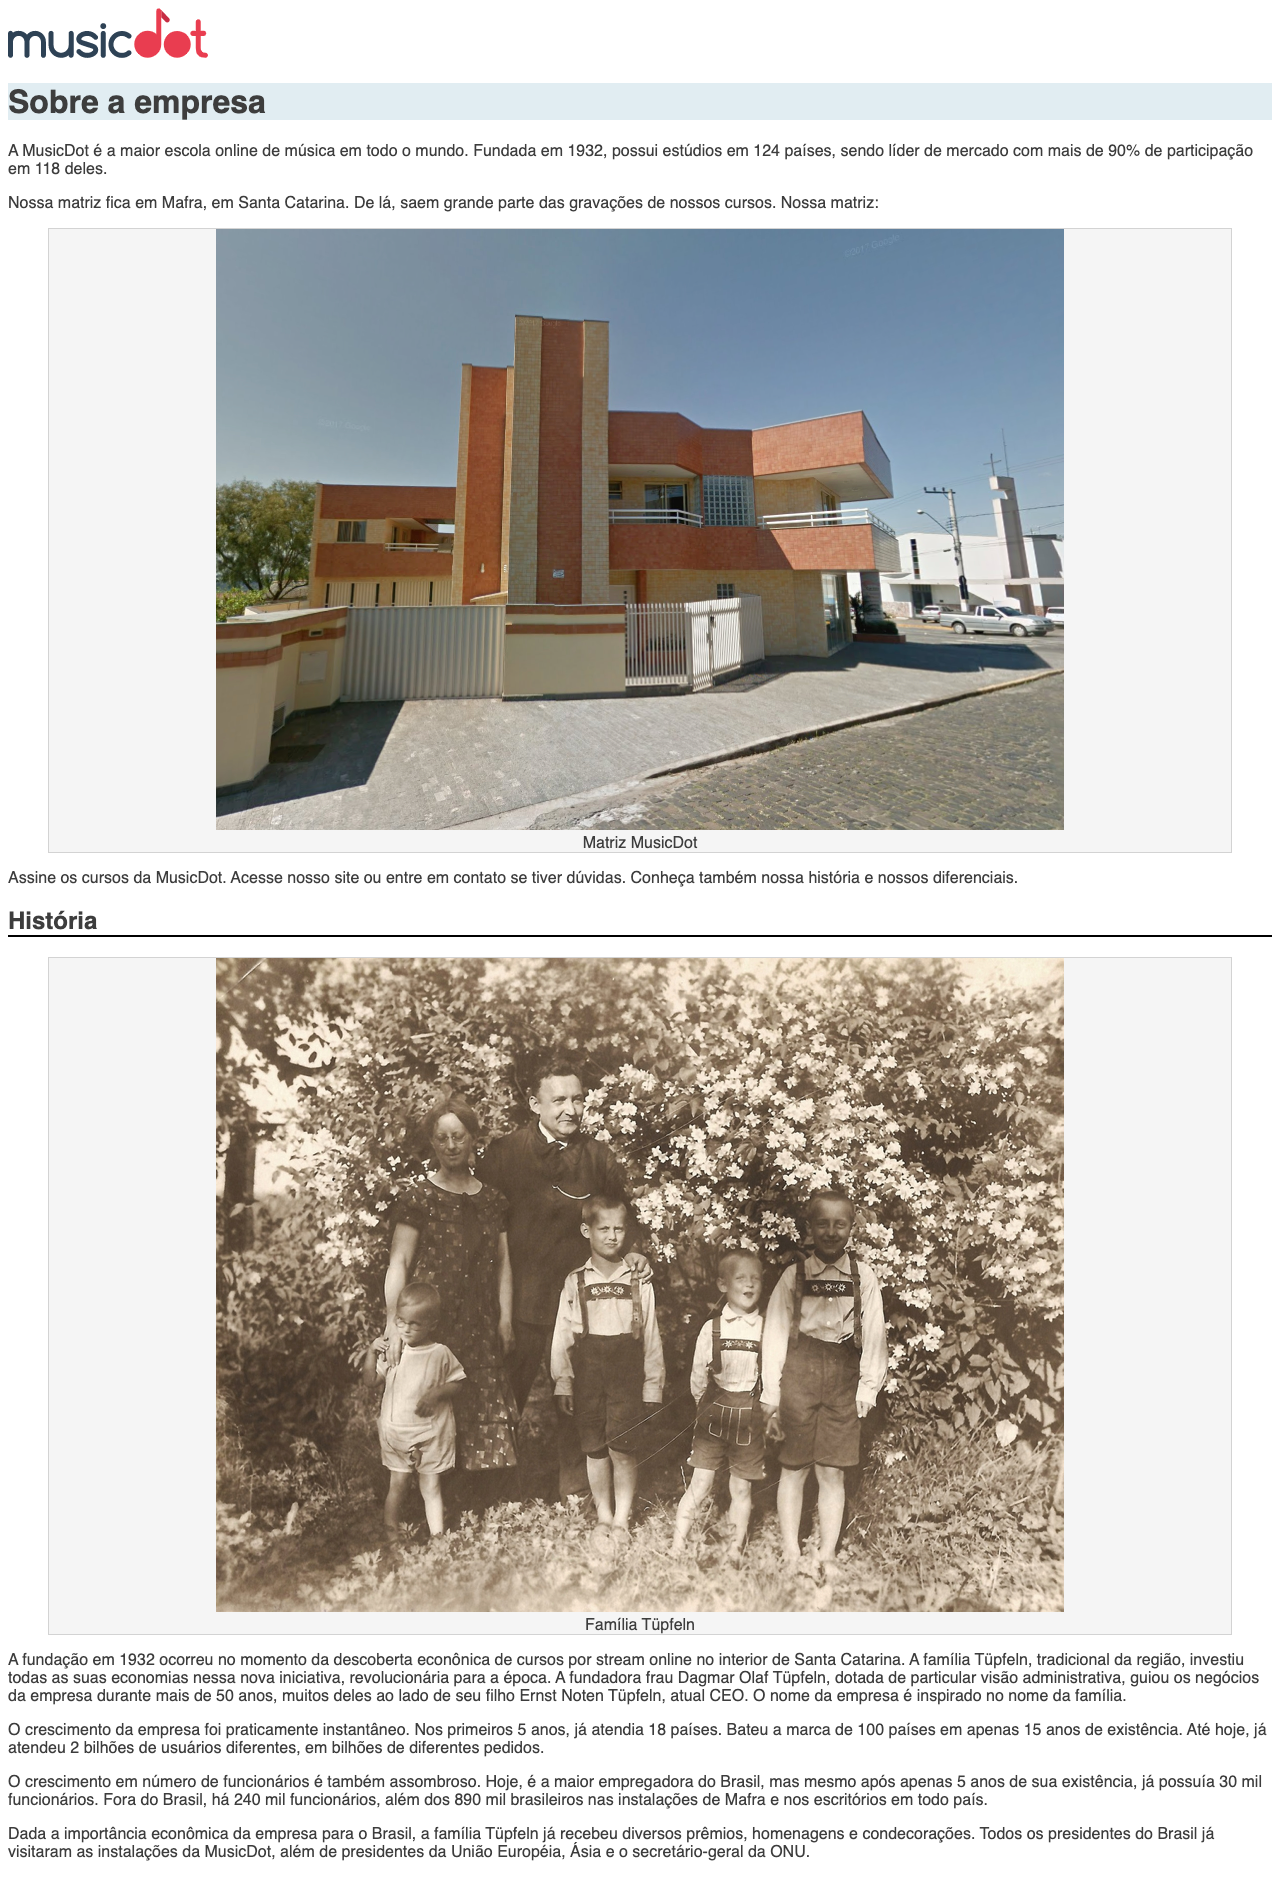 musicdot
Sobre a empresa
A MusicDot é a maior escola online de música em todo o mundo. Fundada em 1932, possui estúdios em 124 países, sendo líder de mercado com mais de 90% de participação
em 118 deles.
Nossa matriz fica em Mafra, em Santa Catarina. De lá, saem grande parte das gravações de nossos cursos. Nossa matriz:
Matriz MusicDot
Assine os cursos da MusicDot. Acesse nosso site ou entre em contato se tiver dúvidas. Conheça também nossa história e nossos diferenciais.
História
Família Tüpfeln
A fundação em 1932 ocorreu no momento da descoberta econônica de cursos por stream online no interior de Santa Catarina. A família Tüpfeln, tradicional da região, investiu
todas as suas economias nessa nova iniciativa, revolucionária para a época. A fundadora frau Dagmar Olaf Tüpfeln, dotada de particular visão administrativa, guiou os negócios
da empresa durante mais de 50 anos, muitos deles ao lado de seu filho Ernst Noten Tüpfeln, atual CEO. O nome da empresa é inspirado no nome da família.
O crescimento da empresa foi praticamente instantâneo. Nos primeiros 5 anos, já atendia 18 países. Bateu a marca de 100 países em apenas 15 anos de existência. Até hoje, já
atendeu 2 bilhões de usuários diferentes, em bilhões de diferentes pedidos.
O crescimento em número de funcionários é também assombroso. Hoje, é a maior empregadora do Brasil, mas mesmo após apenas 5 anos de sua existência, já possuía 30 mil
funcionários. Fora do Brasil, há 240 mil funcionários, além dos 890 mil brasileiros nas instalações de Mafra e nos escritórios em todo país.
Dada a importância econômica da empresa para o Brasil, a família Tüpfeln já recebeu diversos prêmios, homenagens e condecorações. Todos os presidentes do Brasil já
visitaram as instalações da MusicDot, além de presidentes da União Européia, Ásia e o secretário-geral da ONU.